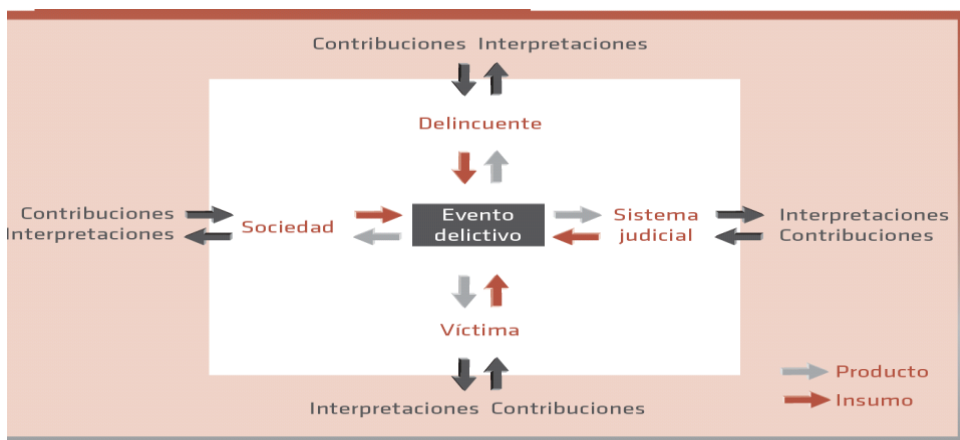 Contribuciones Interpretaciones
Delincuente
Contribuciones
Interpretaciones
Sociedad
Evento
delictivo
Sistema
judicial
Interpretaciones
Contribuciones
Víctima
Interpretaciones Contribuciones
Producto
Insumo